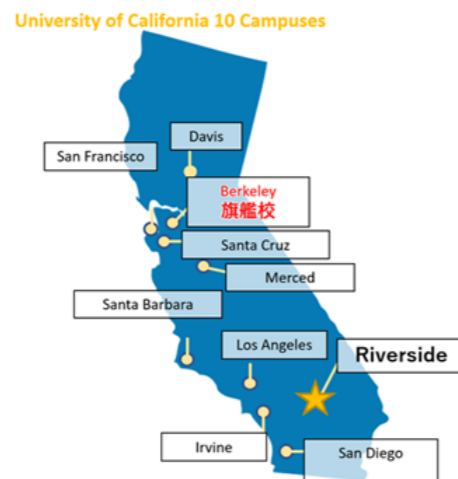 University of California 10 Campuses
Davis
San Francisco
Berkeley
旗艦校
Santa Cruz
Merced
Santa Barbara
Los Angeles
Riverside
Irvine
San Diego